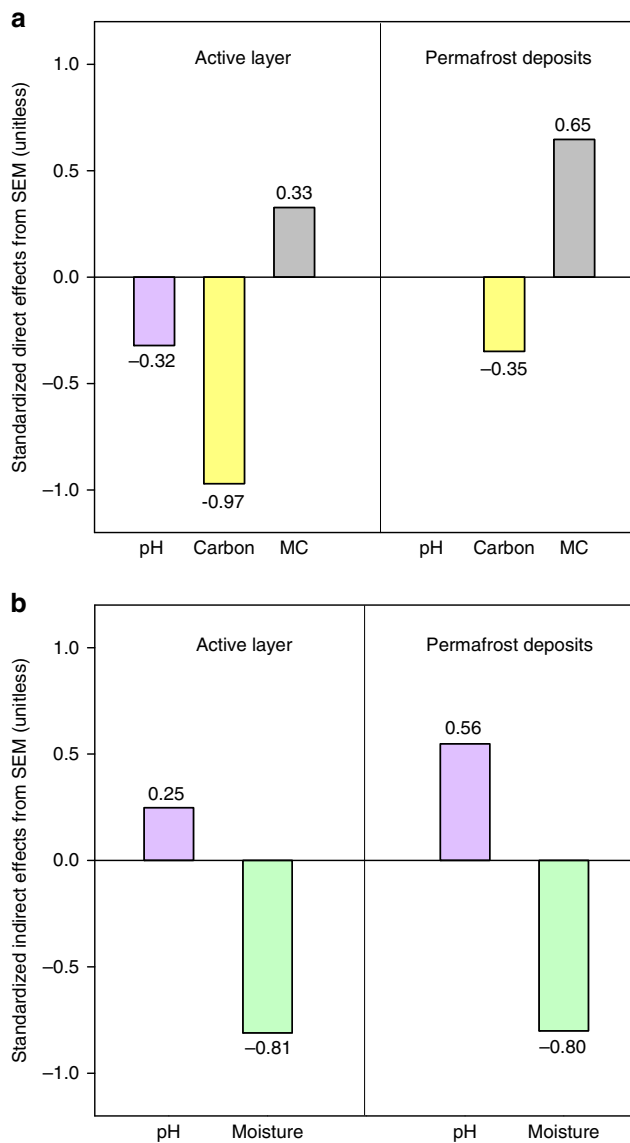 a
Standardized direct effects from SEM (unitless)
1.0
0.5
0.0
−0.5
−1.0
Active layer
Permafrost deposits
−0.32
-0.97
0.33
−0.35
0.65
pH Carbon MC pH Carbon MC
b
Standardized indirect effects from SEM (unitless)
1.0
0.5
0.0
−0.5
−1.0
Active layer
Permafrost deposits
0.25
−0.81
0.56
−0.80
pH Moisture pH Moisture